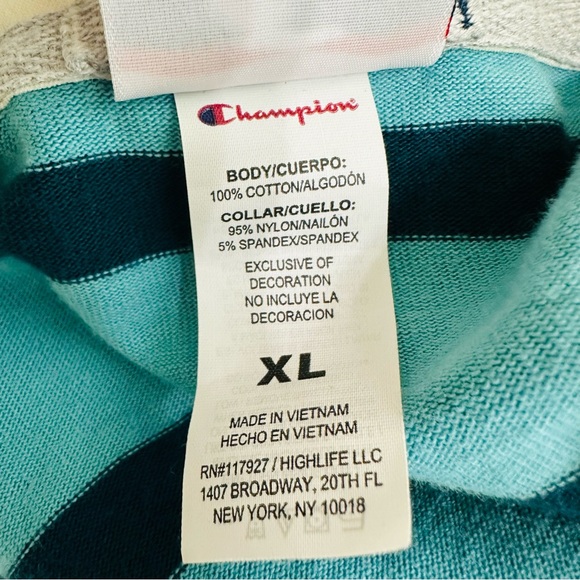 Champion
BODY/CUERPO:
100% COTTON/ALGODÓN
COLLAR/CUELLO:
95% NYLON/NAILÓN
5% SPANDEX/SPANDEX
EXCLUSIVE OF
DECORATION
NO INCLUYE LA
DECORACION
XL
MADE IN VIETNAM
HECHO EN VIETNAM
RN#117927 / HIGHLIFE LLC
1407 BROADWAY, 20TH FL
NEW YORK, NY 10018